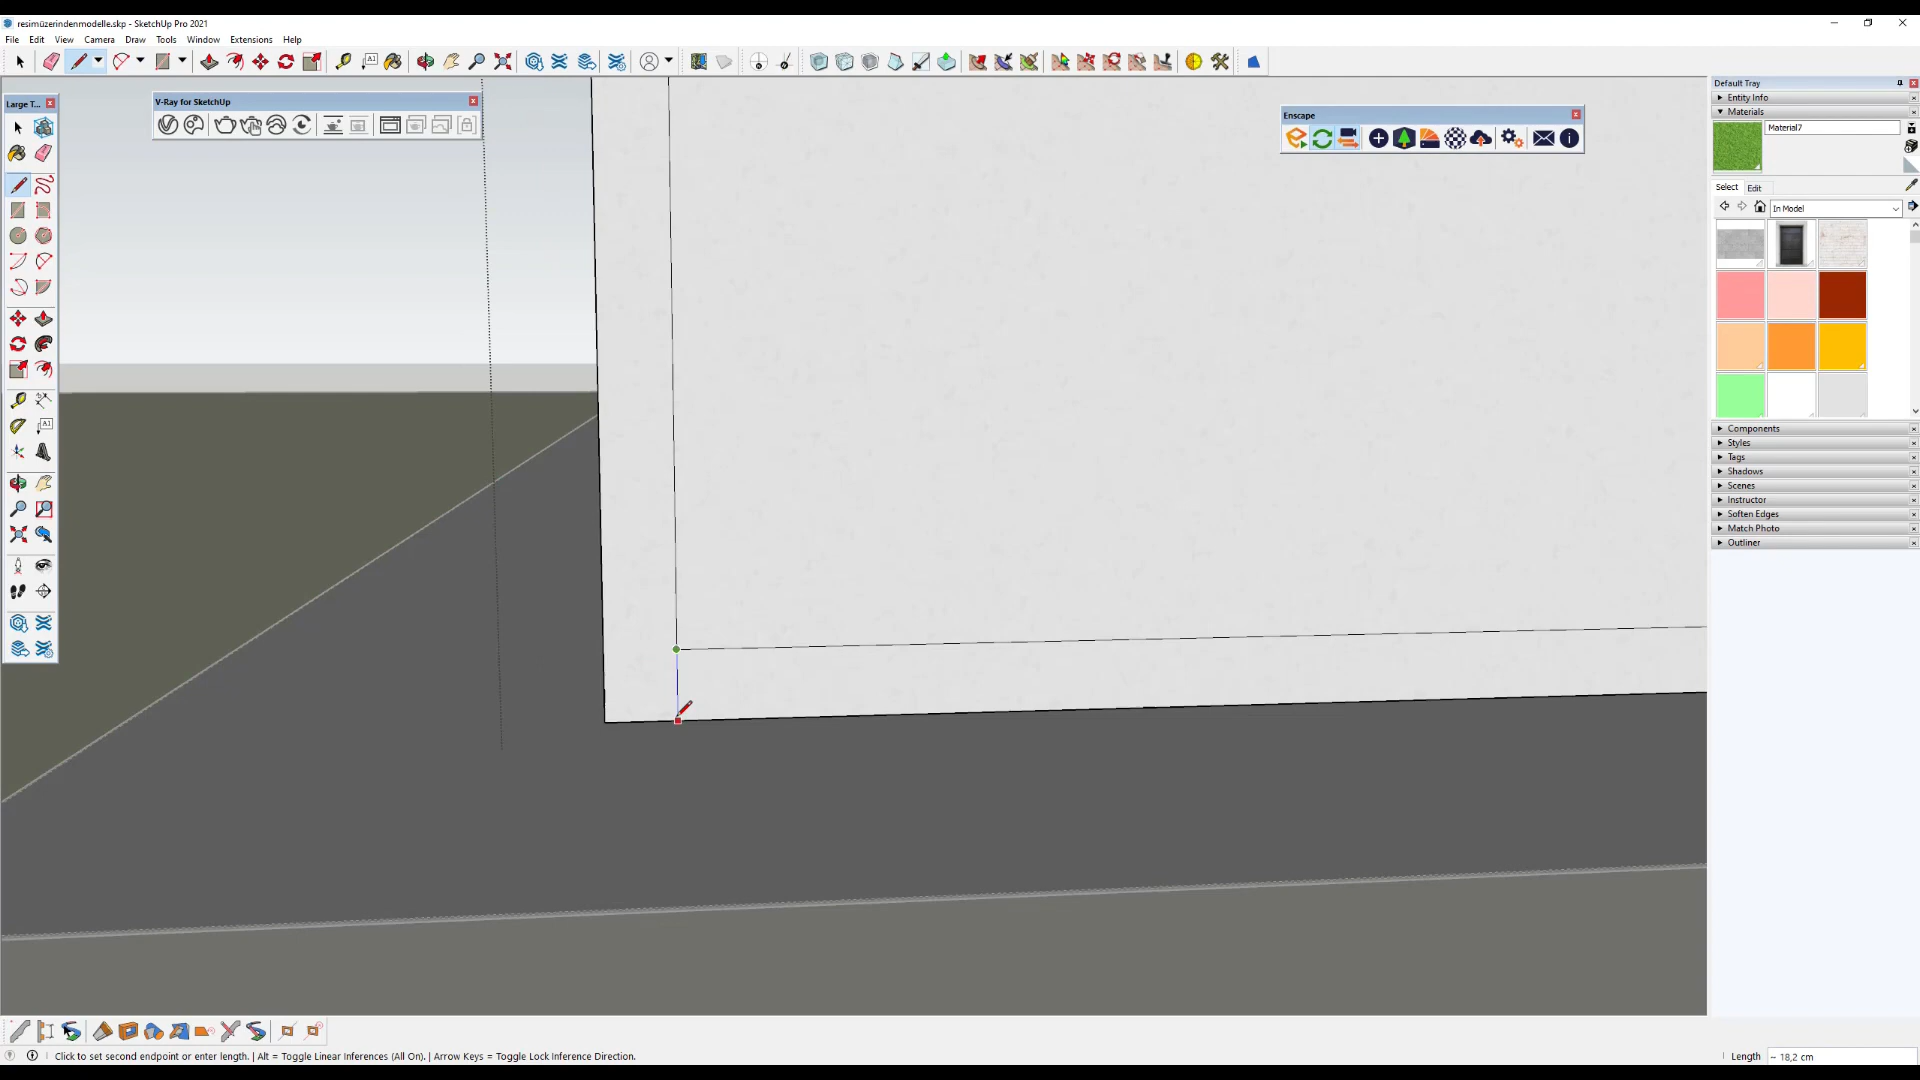 resimüzerindenmodelle.skp - SketchUp Pro 2021
File Edit View Camera Draw Tools Window Extensions Help
Large T...
V-Ray for SketchUp
Enscape
Default Tray
Entity Info
Materials
Material7
Select Edit
In Model
Components
Styles
Tags
Shadows
Scenes
Instructor
Soften Edges
Match Photo
Outliner
Click to set second endpoint or enter length. | Alt = Toggle Linear Inferences (All On). | Arrow Keys = Toggle Lock Inference Direction.
Length ~ 18,2 cm